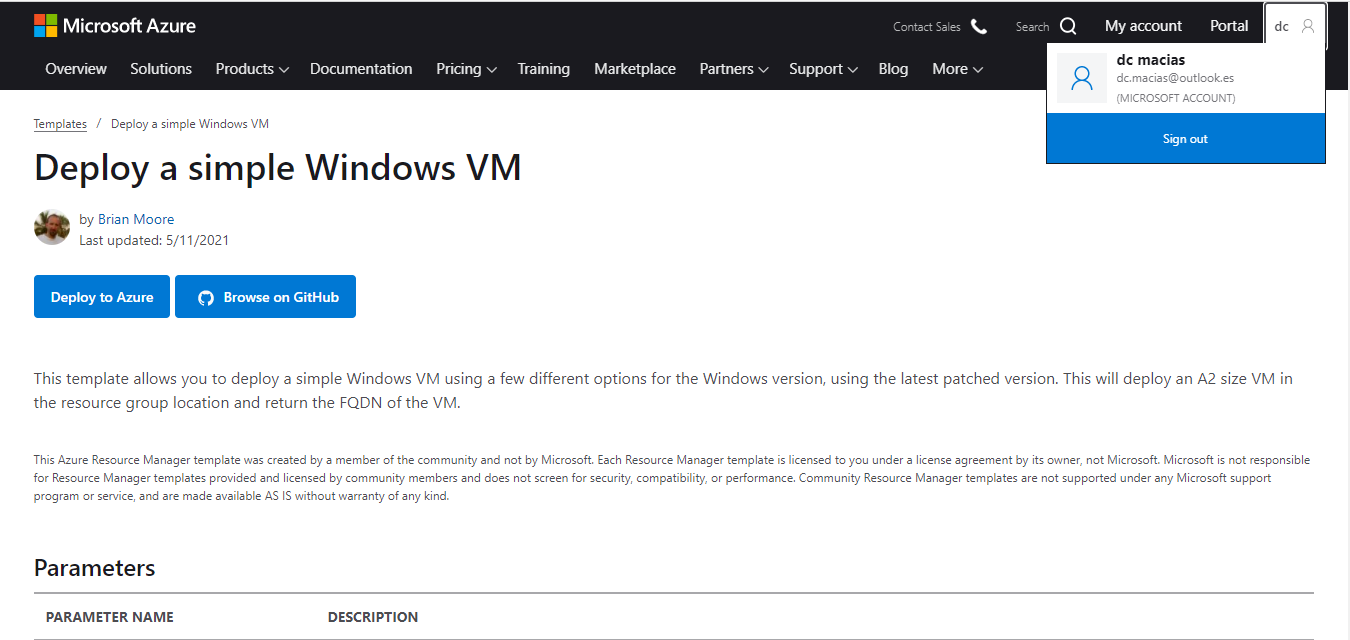 Microsoft Azure
Contact Sales
Search
My account
Portal
dc
Overview
Solutions
Products
Documentation
Pricing
Training
Marketplace
Partners
Support
Blog
More
dc macias
dc.macias@outlook.es
(MICROSOFT ACCOUNT)
Sign out
Templates / Deploy a simple Windows VM
Deploy a simple Windows VM
by Brian Moore
Last updated: 5/11/2021
Deploy to Azure
Browse on GitHub
This template allows you to deploy a simple Windows VM using a few different options for the Windows version, using the latest patched version. This will deploy an A2 size VM in
the resource group location and return the FQDN of the VM.
This Azure Resource Manager template was created by a member of the community and not by Microsoft. Each Resource Manager template is licensed to you under a license agreement by its owner, not Microsoft. Microsoft is not responsible
for Resource Manager templates provided and licensed by community members and does not screen for security, compatibility, or performance. Community Resource Manager templates are not supported under any Microsoft support
program or service, and are made available AS IS without warranty of any kind.
Parameters
PARAMETER NAME
DESCRIPTION